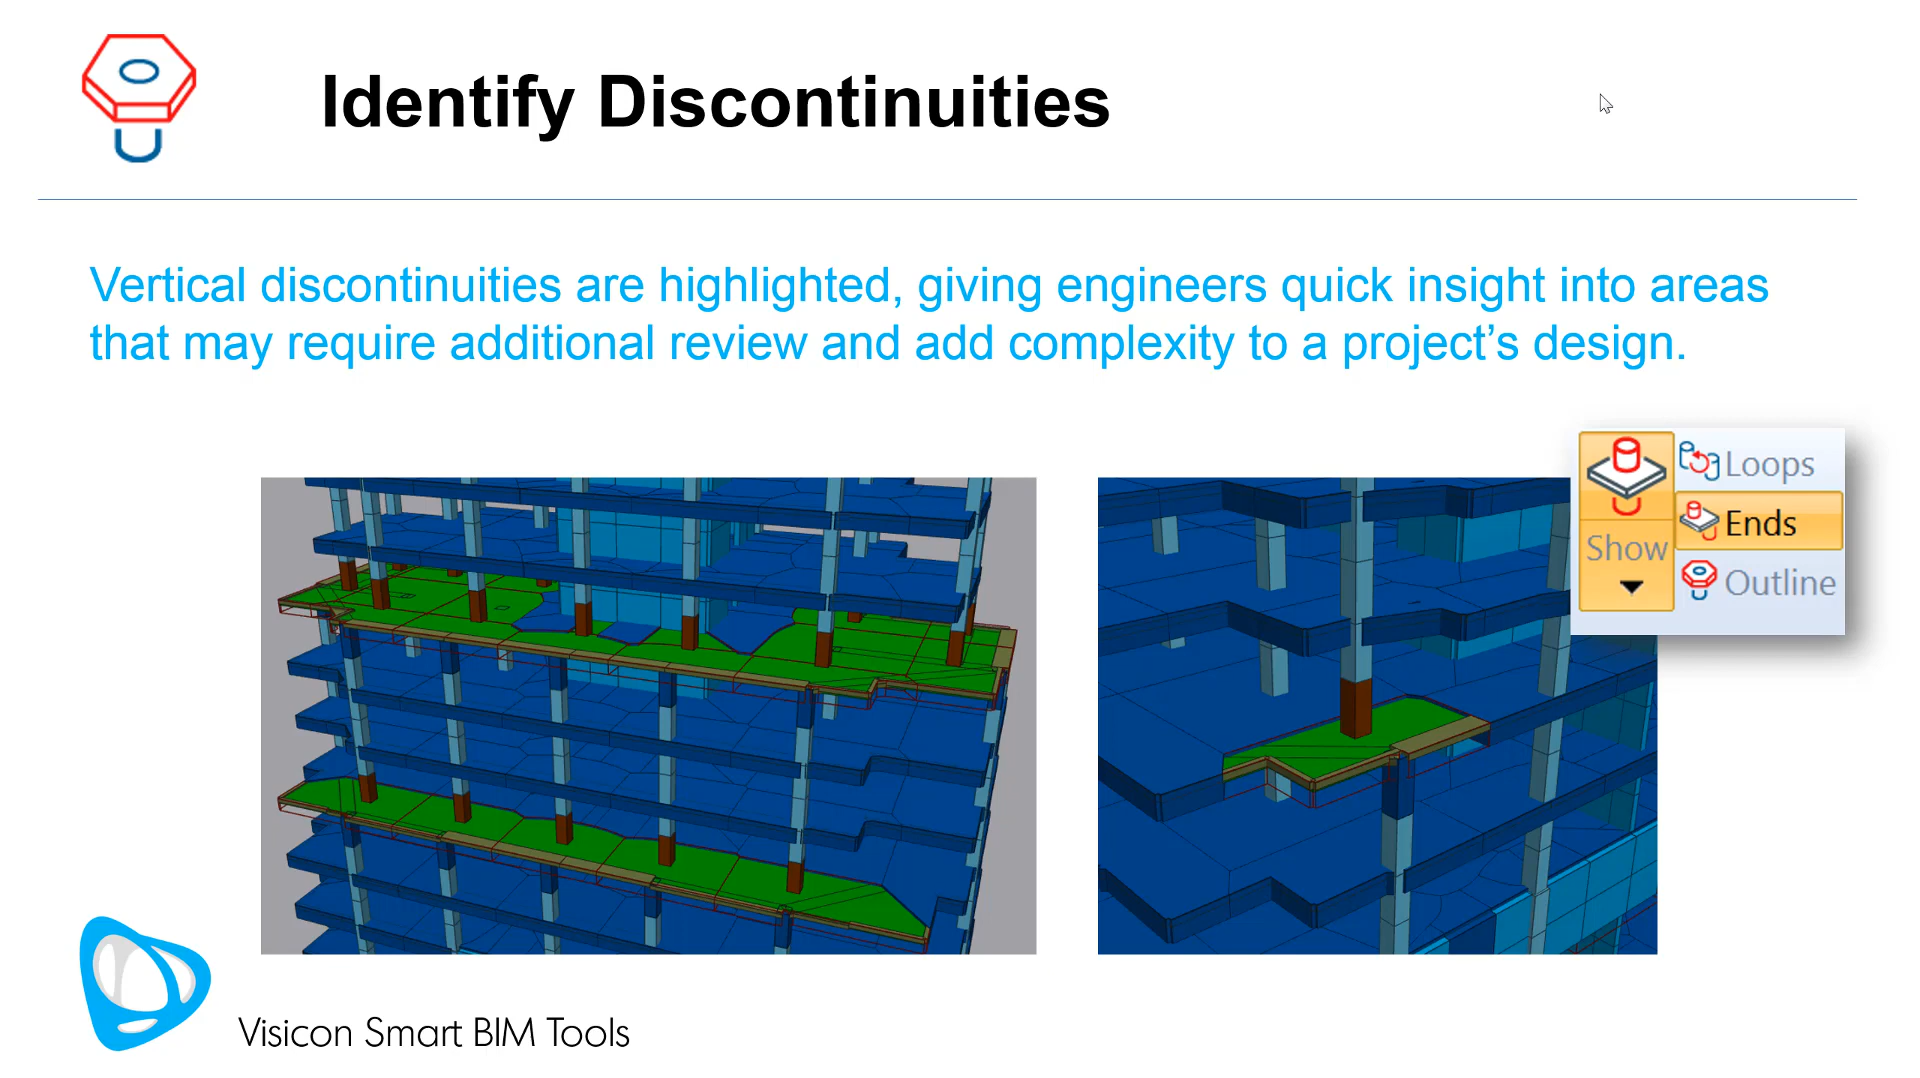 Identify Discontinuities
Vertical discontinuities are highlighted, giving engineers quick insight into areas
that may require additional review and add complexity to a project’s design.
Show
Loops
Ends
Outline
Visicon Smart BIM Tools